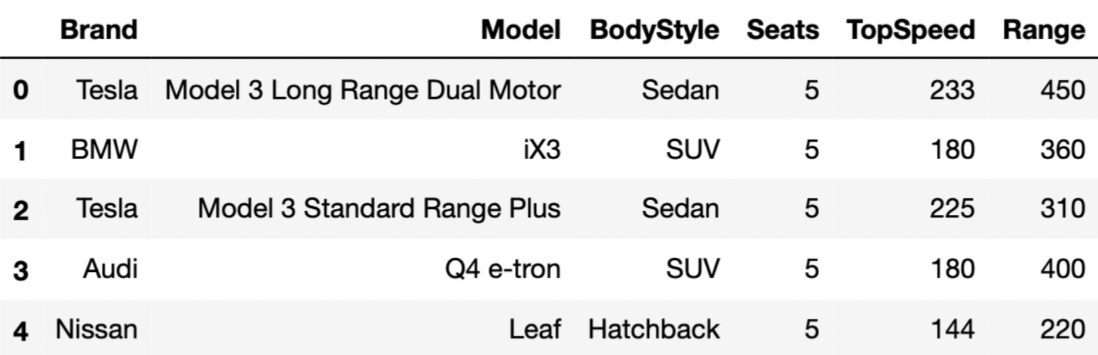 Brand Model BodyStyle Seats TopSpeed Range
0 Tesla Model 3 Long Range Dual Motor Sedan 5 233 450
1 BMW iX3 SUV 5 180 360
2 Tesla Model 3 Standard Range Plus Sedan 5 225 310
3 Audi Q4 e-tron SUV 5 180 400
4 Nissan Leaf Hatchback 5 144 220